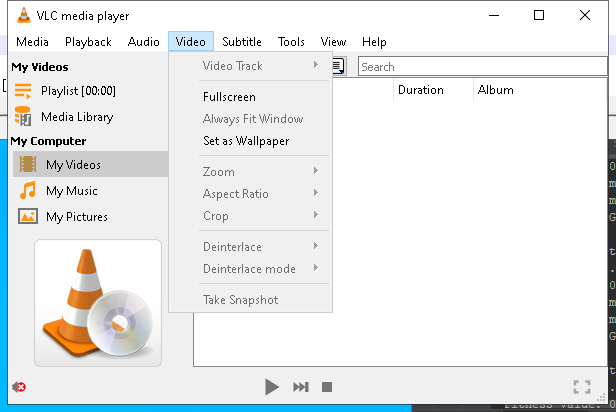 VLC media player
Media Playback Audio Video Subtitle Tools View Help
My Videos
Playlist [00:00]
Media Library
My Computer
My Videos
My Music
My Pictures
Video Track
Fullscreen
Always Fit Window
Set as Wallpaper
Zoom
Aspect Ratio
Crop
Deinterlace
Deinterlace mode
Take Snapshot
Search
Duration Album
Fitness value: 0